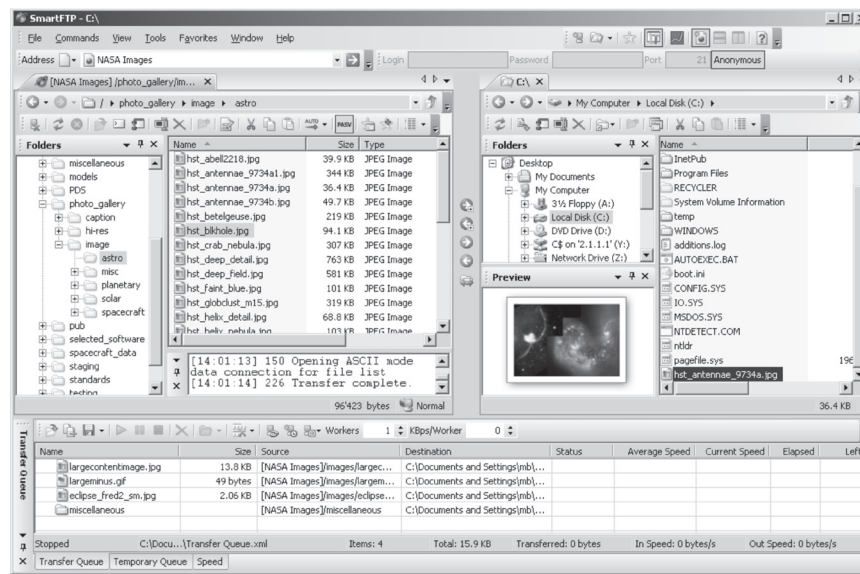 SmartFTP - C:\
File Commands View Tools Favorites Window Help
Address NASA Images Login Password Port 21 Anonymous
[NASA Images] /photo_gallery/im...
/ photo_gallery image astro
AUTO PASV
Folders
miscellaneous
models
PDS
photo_gallery
caption
hi-res
image
astro
misc
planetary
solar
spacecraft
pub
selected_software
spacecraft_data
staging
standards
testing
Name Size Type
hst_abell2218.jpg 39.9 KB JPEG Image
hst_antennae_9734a1.jpg 344 KB JPEG Image
hst_antennae_9734a.jpg 36.4 KB JPEG Image
hst_antennae_9734b.jpg 49.7 KB JPEG Image
hst_betelgeuse.jpg 219 KB JPEG Image
hst_blkhole.jpg 94.1 KB JPEG Image
hst_crab_nebula.jpg 307 KB JPEG Image
hst_deep_detail.jpg 763 KB JPEG Image
hst_deep_field.jpg 581 KB JPEG Image
hst_faint_blue.jpg 101 KB JPEG Image
hst_globclust_m15.jpg 319 KB JPEG Image
hst_helix_detail.jpg 68.8 KB JPEG Image
hst_helix_nebula.jpg 103 KB JPEG Image
[14:01:13] 150 Opening ASCII mode
data connection for file list
[14:01:14] 226 Transfer complete.
96'423 bytes Normal
C:\
My Computer Local Disk (C:)
Folders
Desktop
My Documents
My Computer
3½ Floppy (A:)
Local Disk (C:)
DVD Drive (D:)
C$ on '2.1.1.1' (Y:)
Network Drive (Z:)
Preview
Name
InetPub
Program Files
RECYCLER
System Volume Information
temp
WINDOWS
additions.log
AUTOEXEC.BAT
boot.ini
CONFIG.SYS
IO.SYS
MSDOS.SYS
NTDETECT.COM
ntldr
pagefile.sys 196
hst_antennae_9734a.jpg
36.4 KB
Transfer Queue
Workers 1 KBps/Worker 0
Name Size Source Destination Status Average Speed Current Speed Elapsed Left
largecontentimage.jpg 13.8 KB [NASA Images]/images/largec... C:\Documents and Settings\mb\...
largeminus.gif 49 bytes [NASA Images]/images/largem... C:\Documents and Settings\mb\...
eclipse_fred2_sm.jpg 2.06 KB [NASA Images]/images/eclipse... C:\Documents and Settings\mb\...
miscellaneous [NASA Images]/miscellaneous C:\Documents and Settings\mb\...
Stopped C:\Docu...\Transfer Queue.xml Items: 4 Total: 15.9 KB Transferred: 0 bytes In Speed: 0 bytes/s Out Speed: 0 bytes/s
Transfer Queue Temporary Queue Speed